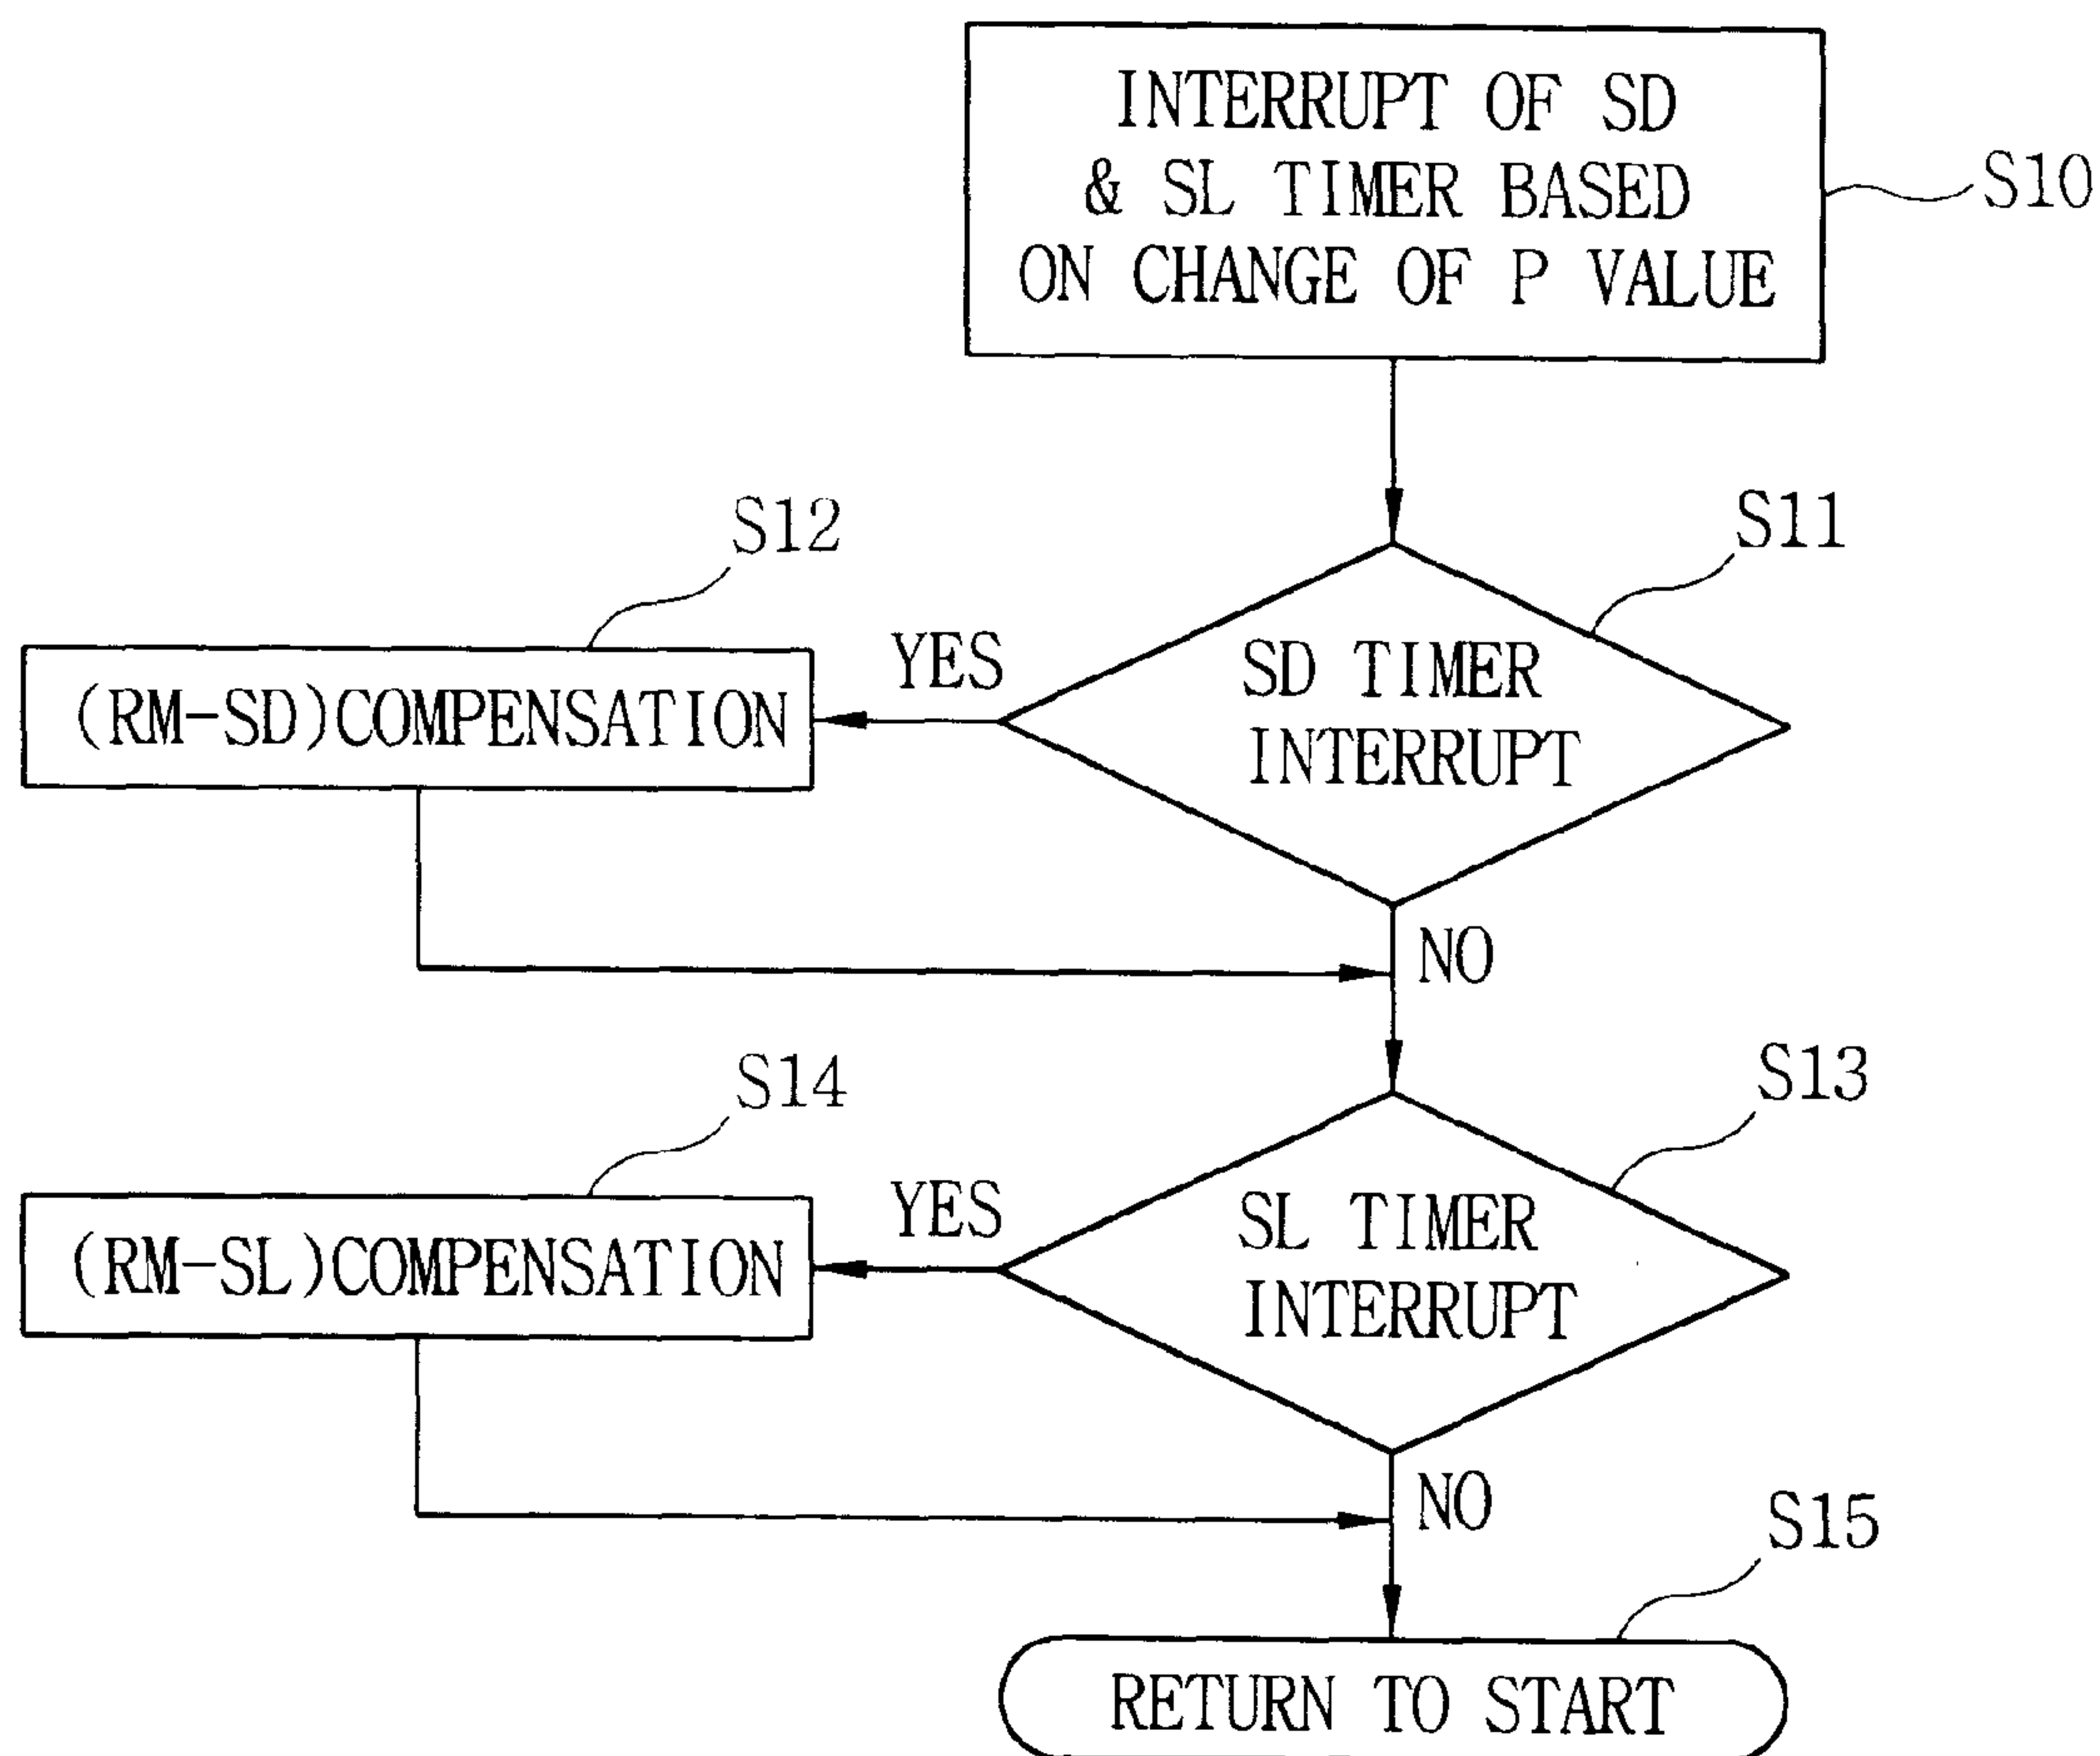 INTERRUPT OF SD
& SL TIMER BASED
ON CHANGE OF P VALUE
S10
S11
SD TIMER
INTERRUPT
YES
S12
(RM-SD)COMPENSATION
NO
S13
SL TIMER
INTERRUPT
YES
S14
(RM-SL)COMPENSATION
NO
S15
RETURN TO START